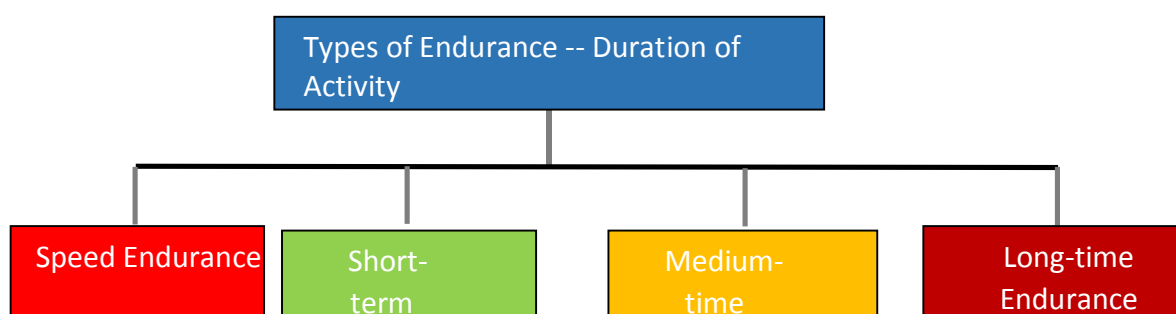 Types of Endurance -- Duration of
Activity
Speed Endurance
Short-
term
Medium-
time
Long-time
Endurance